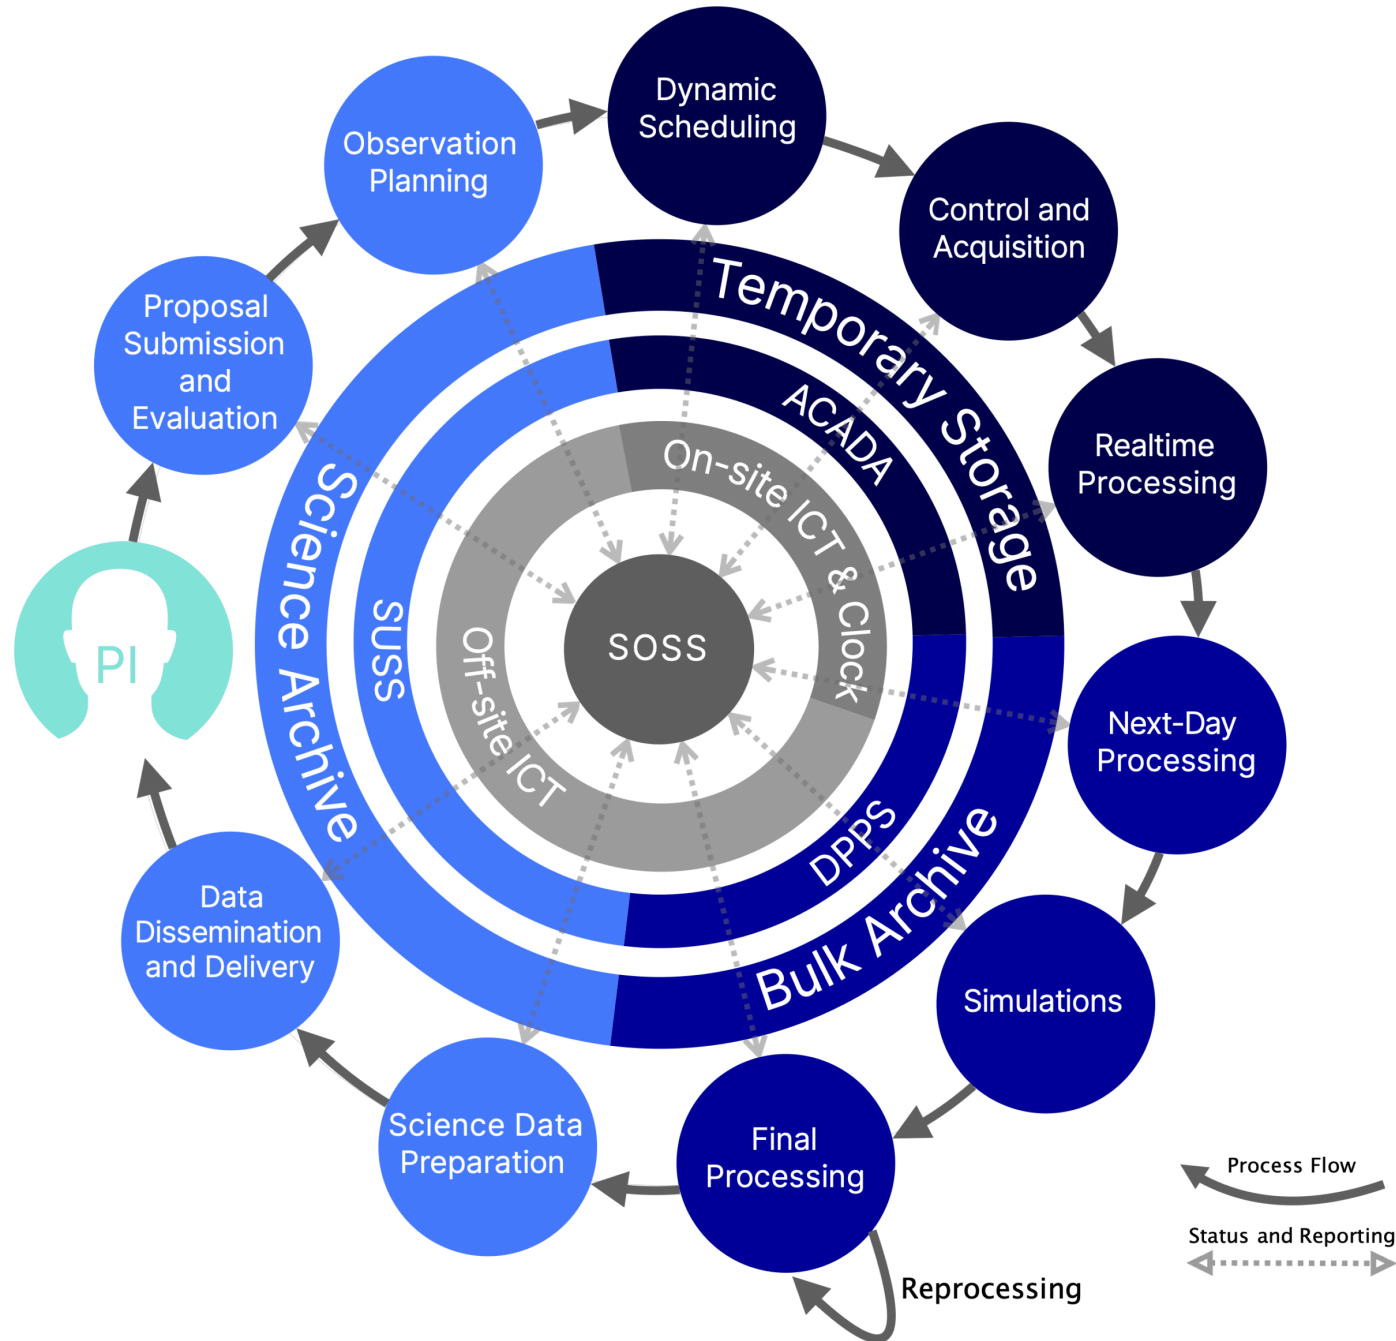 Dynamic
Scheduling
Observation
Planning
Control and
Acquisition
Proposal
Submission
and
Evaluation
Realtime
Processing
Temporary Storage
ACADA
On-site ICT & Clock
Science Archive
SUSS
Off-site ICT
SOSS
PI
Next-Day
Processing
DPPS
Bulk Archive
Data
Dissemination
and Delivery
Simulations
Science Data
Preparation
Final
Processing
Reprocessing
Process Flow
Status and Reporting